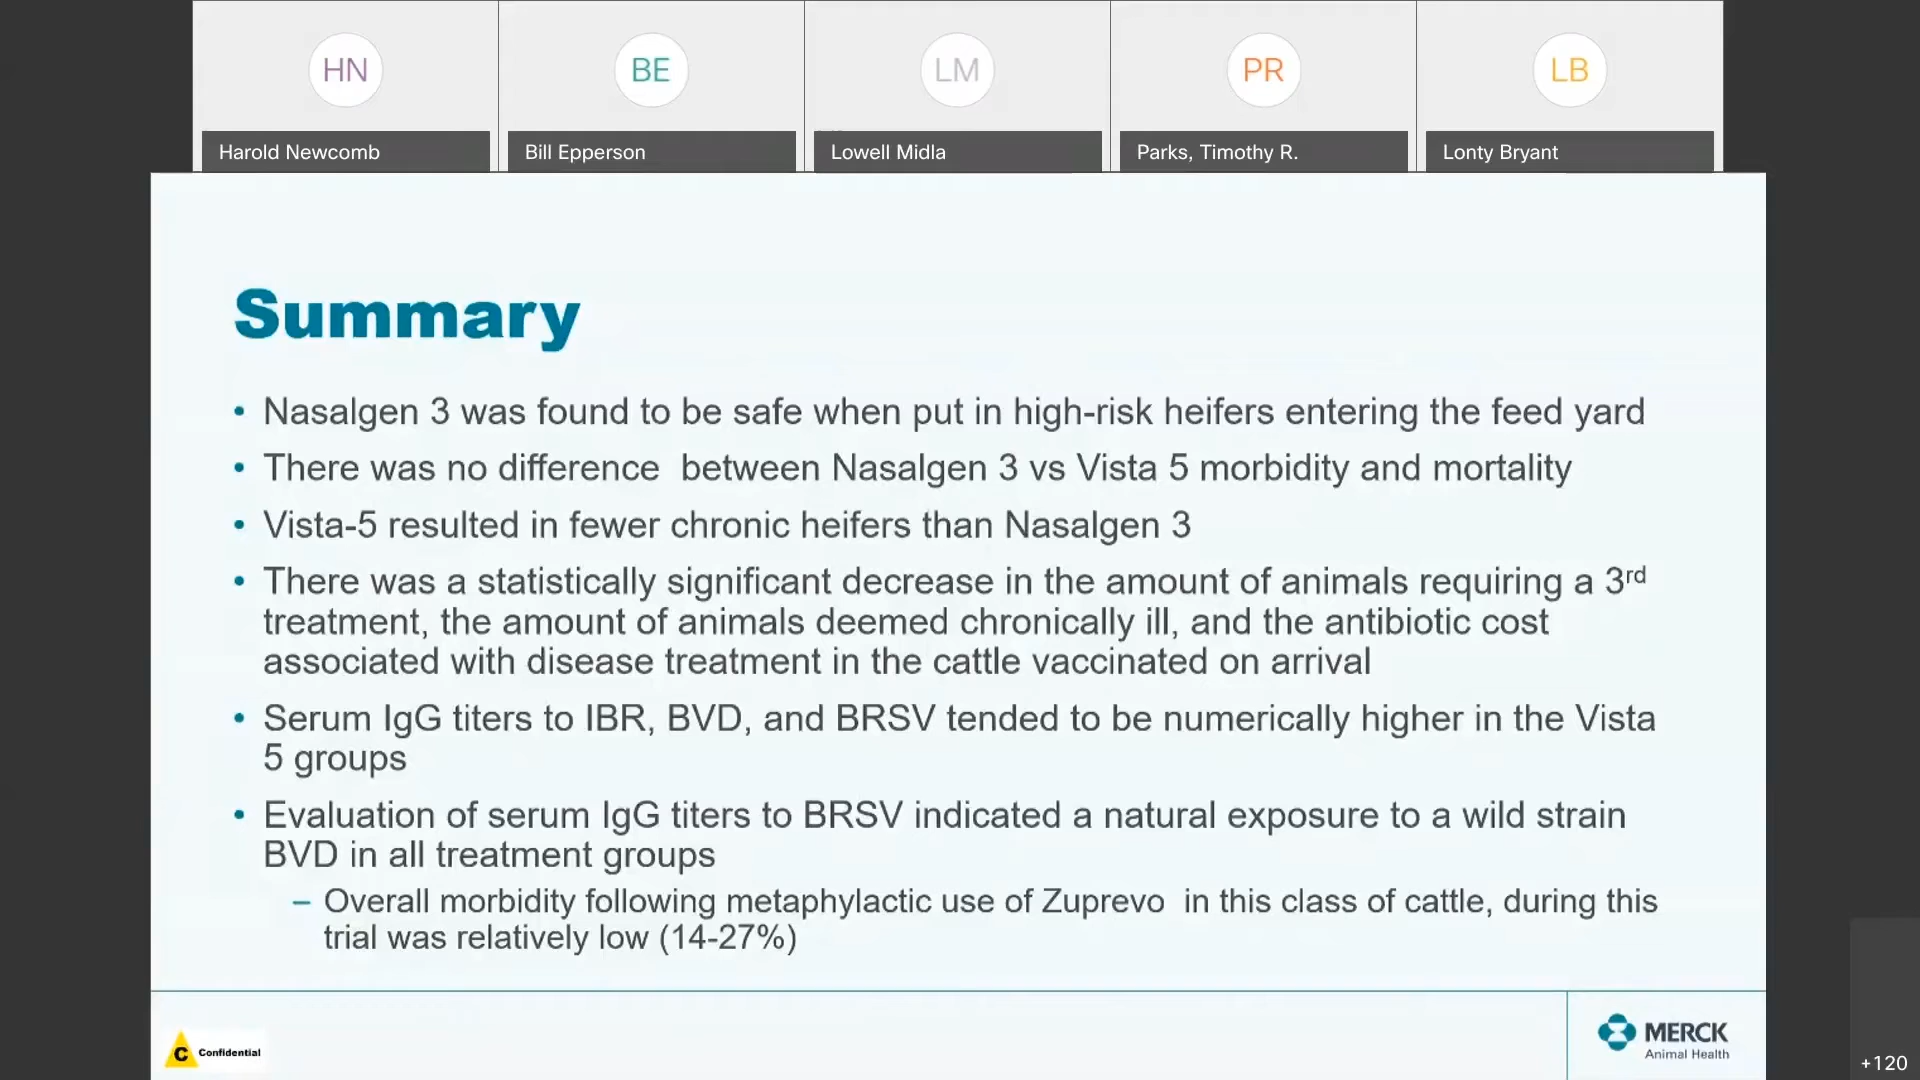 HN
BE
LM
PR
LB
Harold Newcomb
Bill Epperson
Lowell Midla
Parks, Timothy R.
Lonty Bryant
Summary
• Nasalgen 3 was found to be safe when put in high-risk heifers entering the feed yard
• There was no difference  between Nasalgen 3 vs Vista 5 morbidity and mortality
• Vista-5 resulted in fewer chronic heifers than Nasalgen 3
• There was a statistically significant decrease in the amount of animals requiring a 3rd
treatment, the amount of animals deemed chronically ill, and the antibiotic cost
associated with disease treatment in the cattle vaccinated on arrival
• Serum IgG titers to IBR, BVD, and BRSV tended to be numerically higher in the Vista
5 groups
• Evaluation of serum IgG titers to BRSV indicated a natural exposure to a wild strain
BVD in all treatment groups
– Overall morbidity following metaphylactic use of Zuprevo  in this class of cattle, during this
trial was relatively low (14-27%)
C Confidential
MERCK
Animal Health
+120